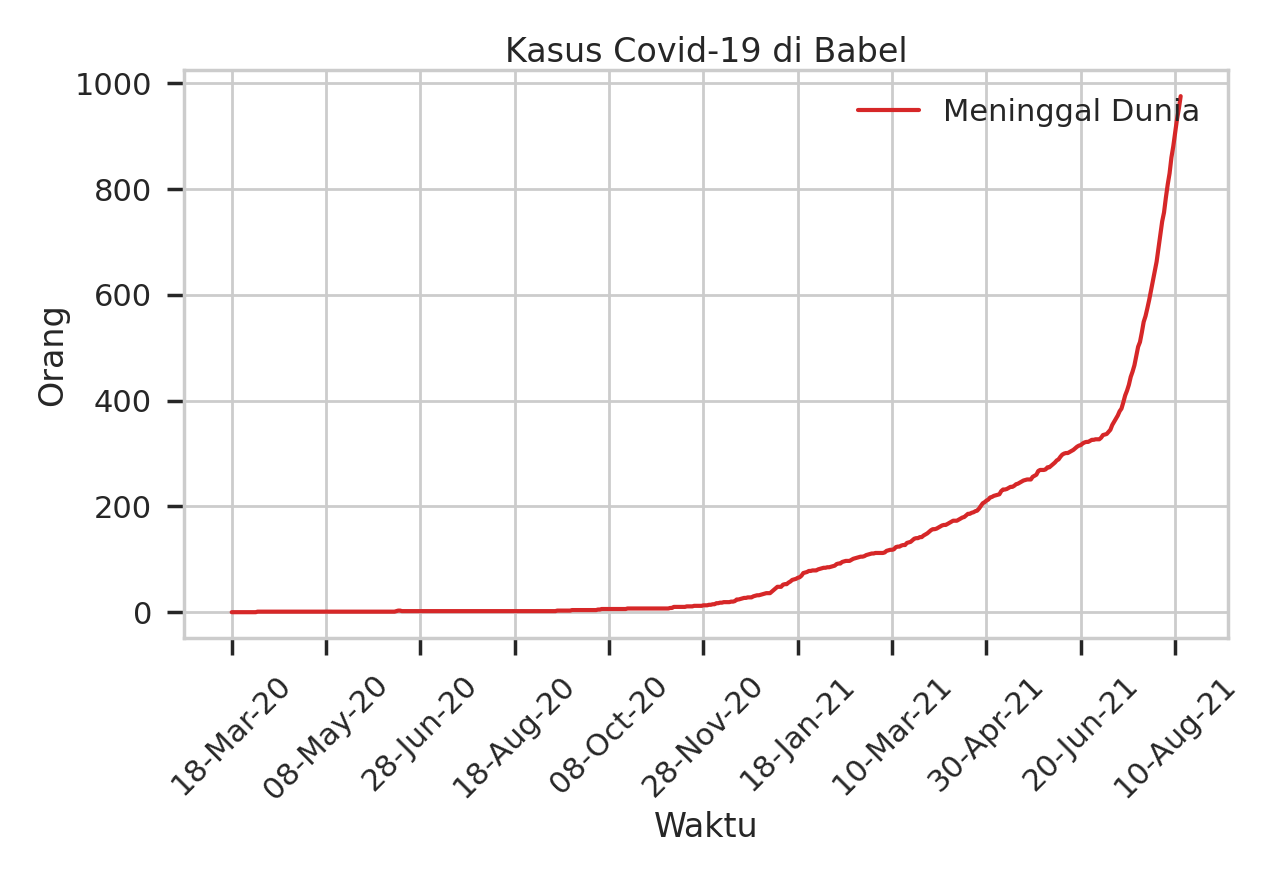 Kasus Covid-19 di Babel
Meninggal Dunia
Orang
1000
800
600
400
200
0
18-Mar-20
08-May-20
28-Jun-20
18-Aug-20
08-Oct-20
28-Nov-20
18-Jan-21
10-Mar-21
30-Apr-21
20-Jun-21
10-Aug-21
Waktu